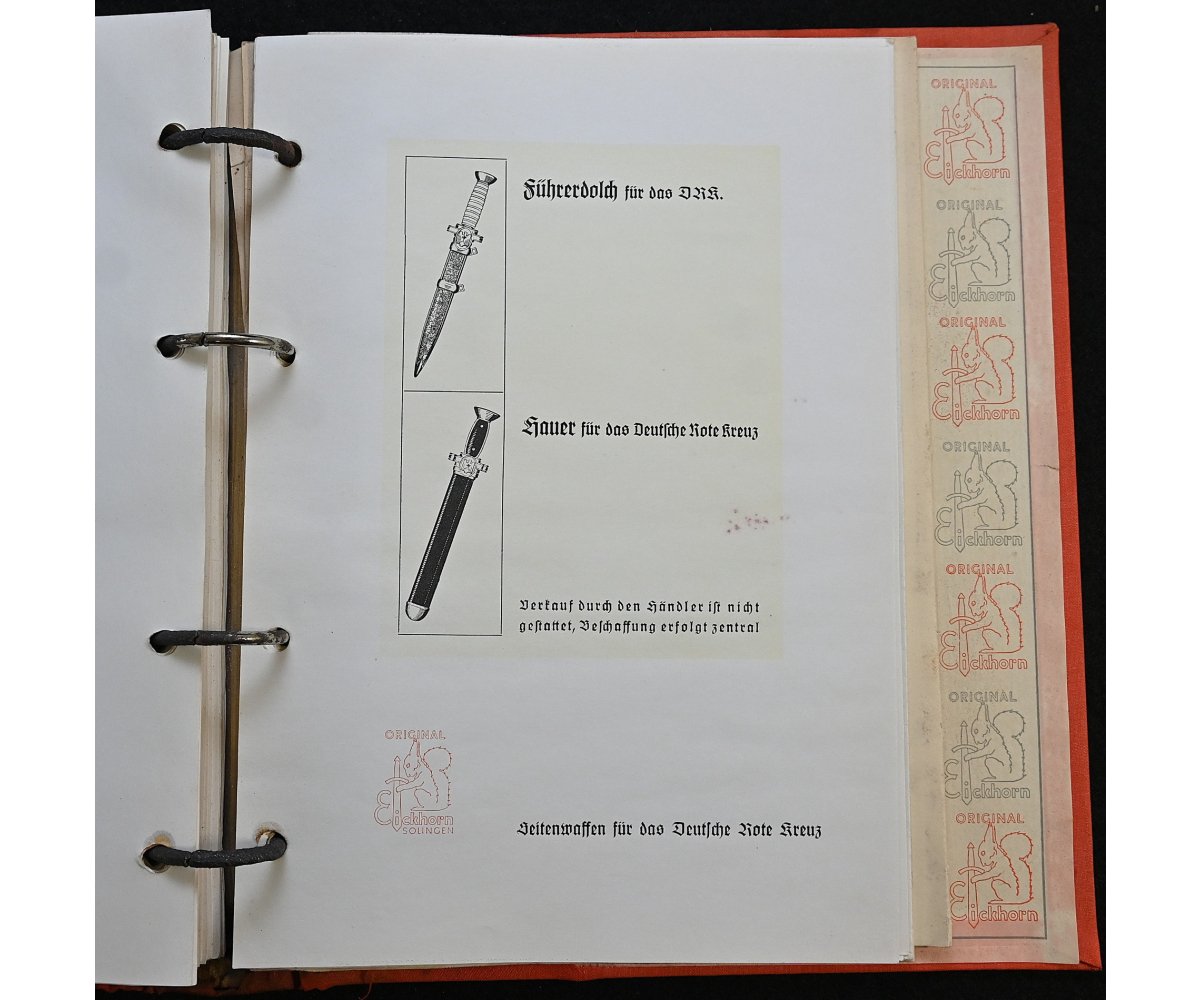 Führerdolch für das DRK.
Hauer für das Deutsche Rote Kreuz
Verkauf durch den Händler ist nicht
gestattet, Beschaffung erfolgt zentral
ORIGINAL
Eickhorn
SOLINGEN
Seitenwaffen für das Deutsche Rote Kreuz
ORIGINAL
Eickhorn
ORIGINAL
Eickhorn
ORIGINAL
Eickhorn
ORIGINAL
Eickhorn
ORIGINAL
Eickhorn
ORIGINAL
Eickhorn
ORIGINAL
Eickhorn